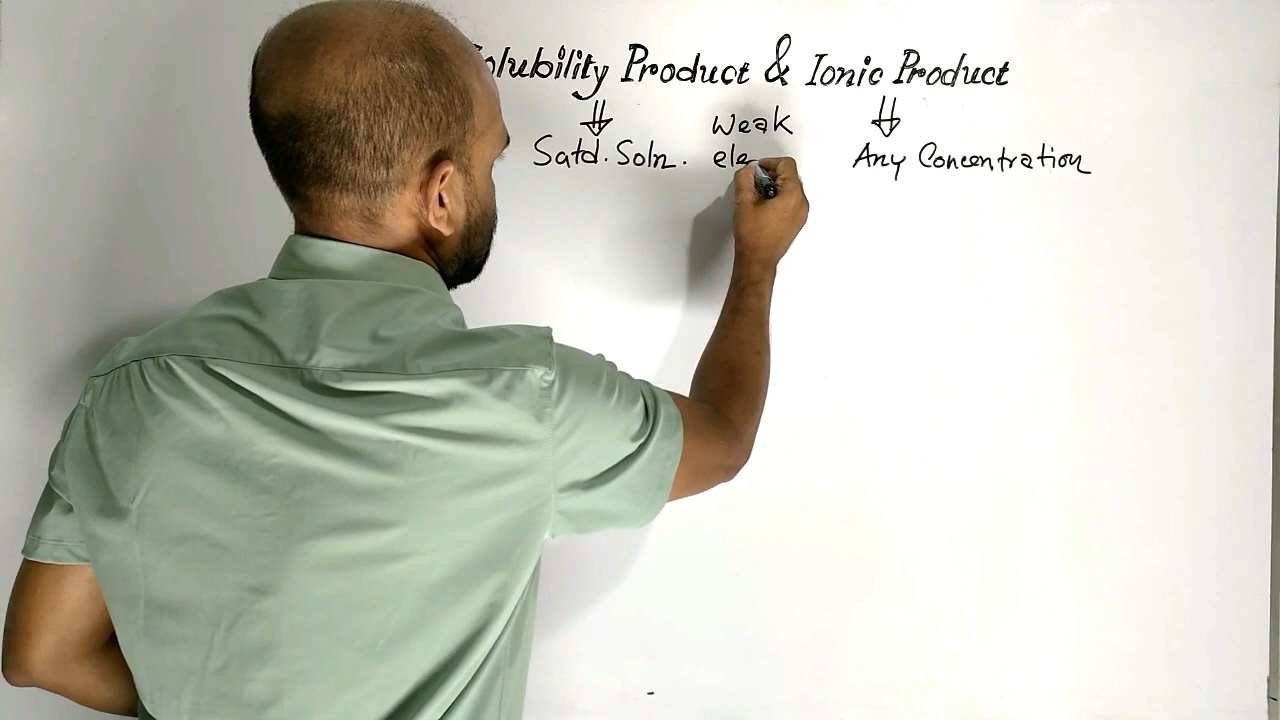 Solubility Product & Ionic Product
Weak
Satd. Soln. ele Any Concentration